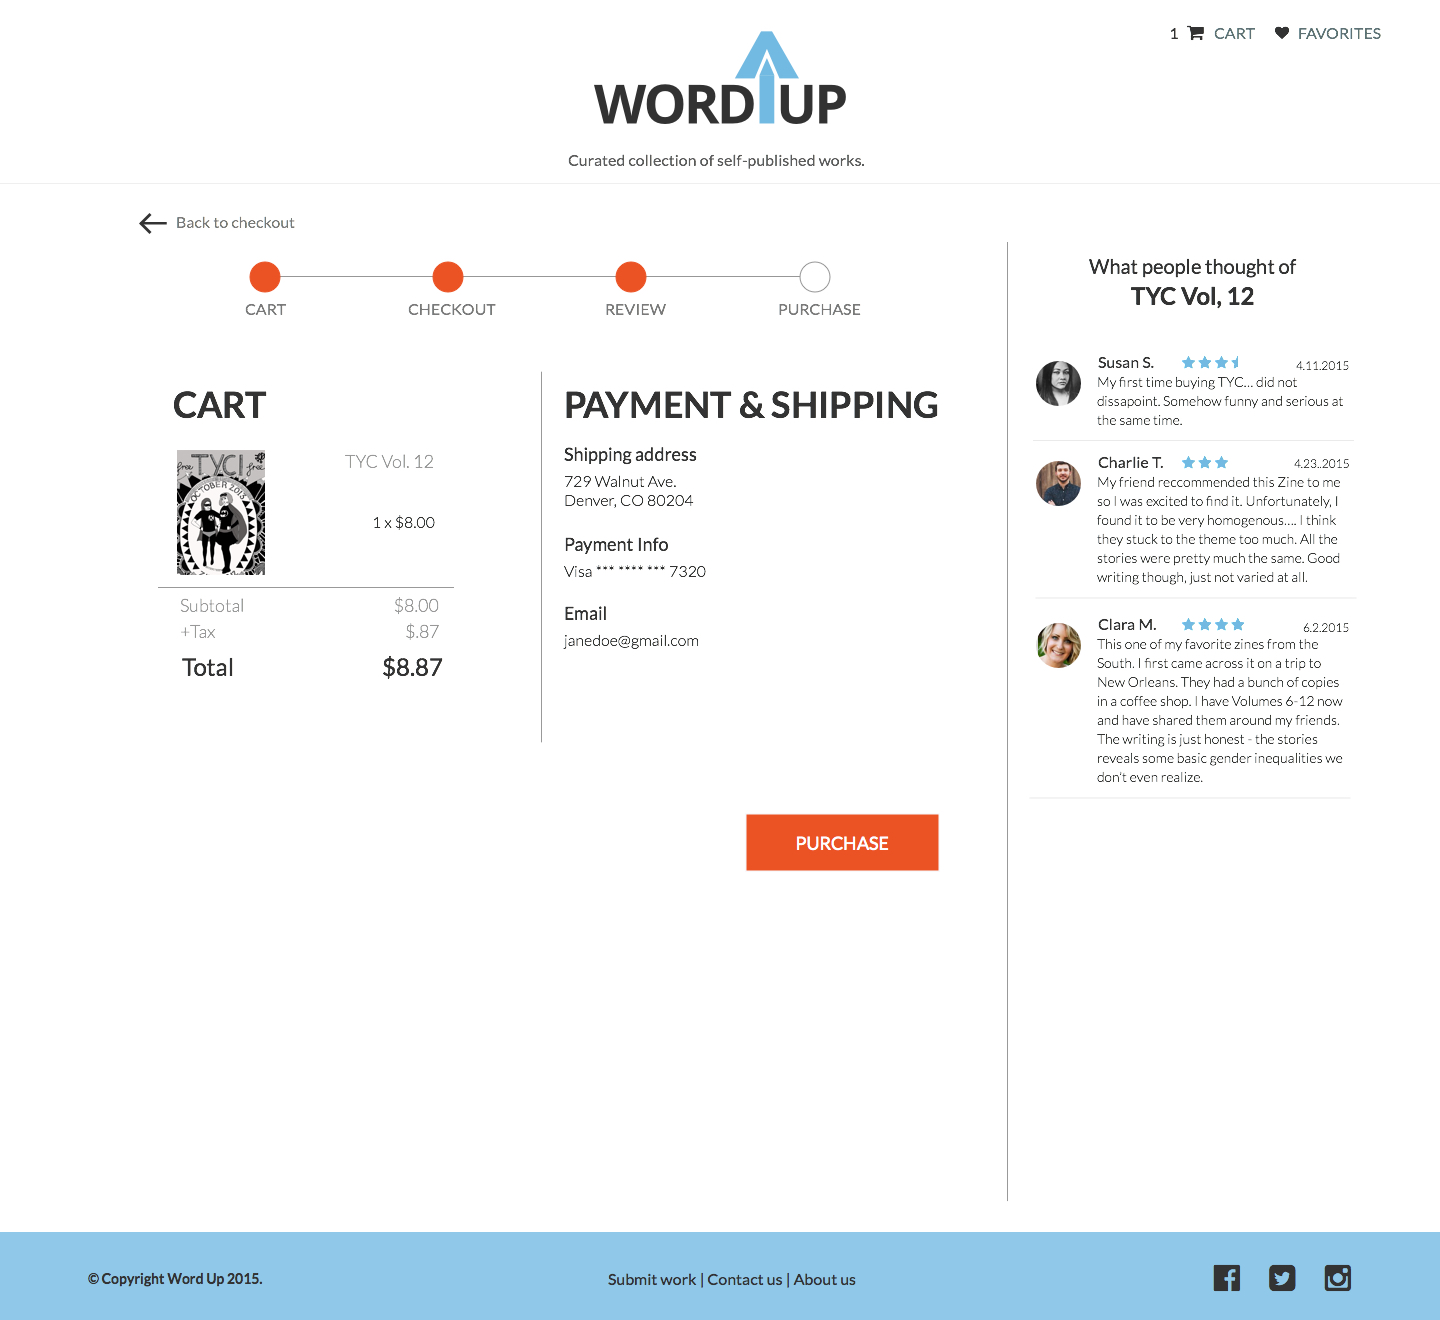 1 CART FAVORITES
WORD UP
Curated collection of self-published works.
Back to checkout
CART CHECKOUT REVIEW PURCHASE
CART
free TYCI free
OCTOBER 2013
TYC Vol. 12
1 x $8.00
Subtotal $8.00
+Tax $.87
Total $8.87
PAYMENT & SHIPPING
Shipping address
729 Walnut Ave.
Denver, CO 80204
Payment Info
Visa *** **** *** 7320
Email
janedoe@gmail.com
PURCHASE
What people thought of
TYC Vol, 12
Susan S. 4.11.2015
My first time buying TYC... did not
dissapoint. Somehow funny and serious at
the same time.
Charlie T. 4.23..2015
My friend reccommended this Zine to me
so I was excited to find it. Unfortunately, I
found it to be very homogenous.... I think
they stuck to the theme too much. All the
stories were pretty much the same. Good
writing though, just not varied at all.
Clara M. 6.2.2015
This one of my favorite zines from the
South. I first came across it on a trip to
New Orleans. They had a bunch of copies
in a coffee shop. I have Volumes 6-12 now
and have shared them around my friends.
The writing is just honest - the stories
reveals some basic gender inequalities we
don't even realize.
© Copyright Word Up 2015.
Submit work | Contact us | About us